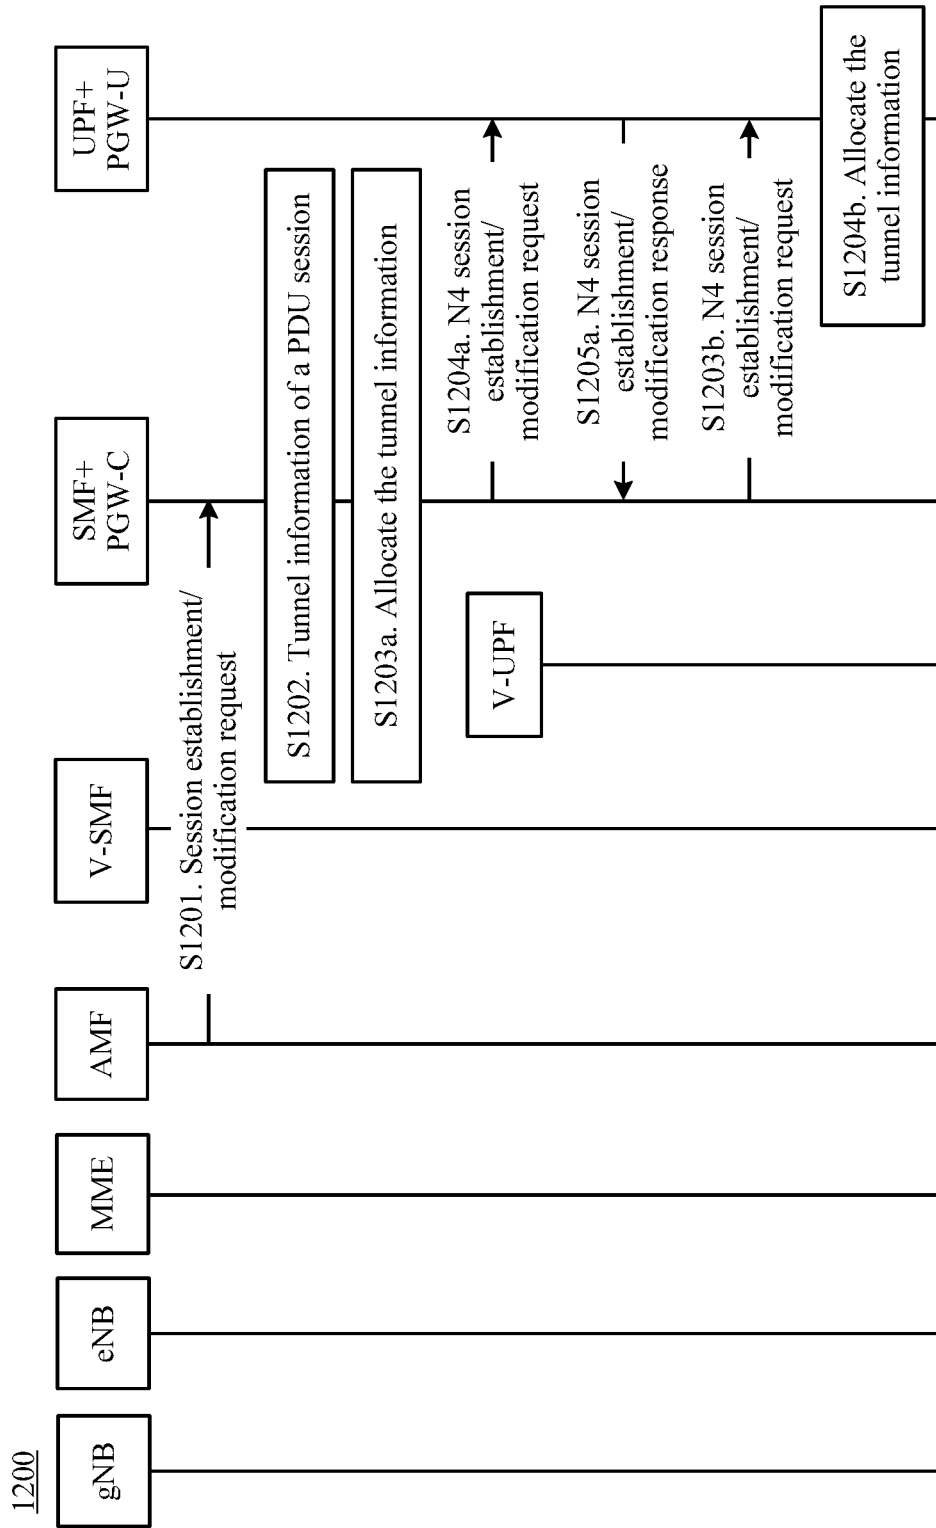 1200
gNB
eNB
MME
AMF
V-SMF
SMF+
PGW-C
UPF+
PGW-U
S1201. Session establishment/
modification request
S1202. Tunnel information of a PDU session
S1203a. Allocate the tunnel information
V-UPF
S1204a. N4 session
establishment/
modification request
S1205a. N4 session
establishment/
modification response
S1203b. N4 session
establishment/
modification request
S1204b. Allocate the
tunnel information